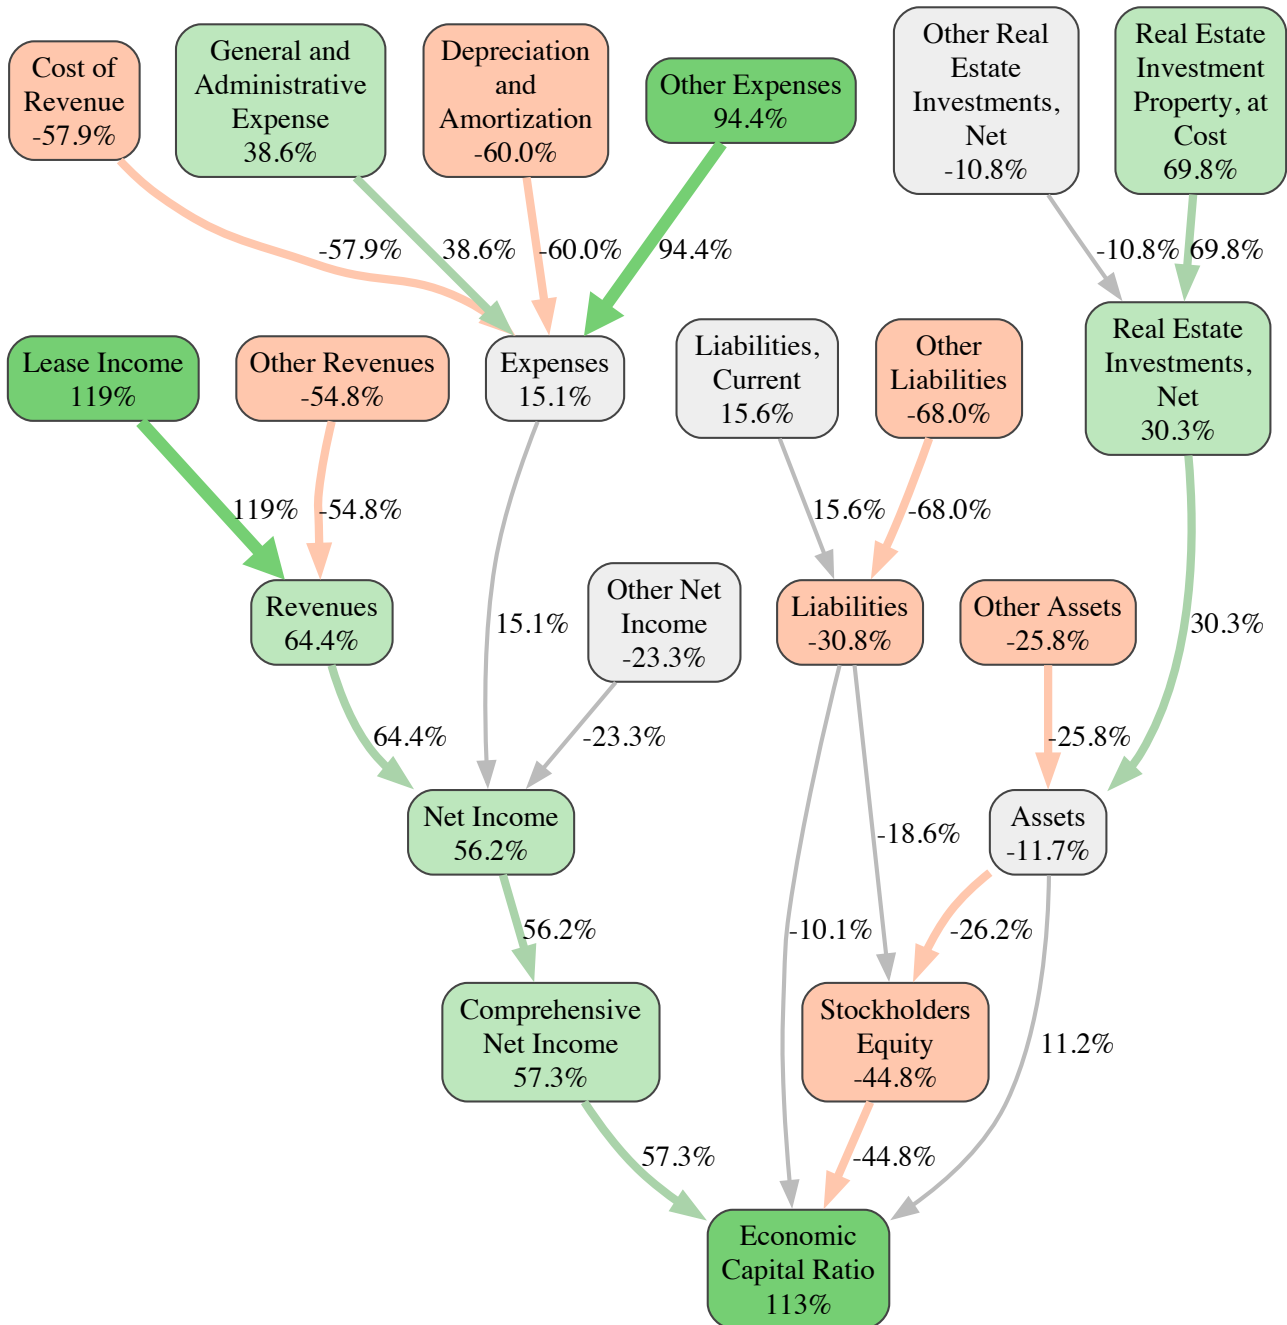 Cost of
Revenue
-57.9%
General and
Administrative
Expense
38.6%
Depreciation
and
Amortization
-60.0%
Other Expenses
94.4%
Other Real
Estate
Investments,
Net
-10.8%
Real Estate
Investment
Property, at
Cost
69.8%
-57.9%
38.6%
-60.0%
94.4%
-10.8%
69.8%
Lease Income
119%
Other Revenues
-54.8%
Expenses
15.1%
Liabilities,
Current
15.6%
Other
Liabilities
-68.0%
Real Estate
Investments,
Net
30.3%
119%
-54.8%
15.6%
-68.0%
Revenues
64.4%
15.1%
Other Net
Income
-23.3%
Liabilities
-30.8%
Other Assets
-25.8%
30.3%
64.4%
-23.3%
-25.8%
Net Income
56.2%
-18.6%
Assets
-11.7%
56.2%
-10.1%
-26.2%
Comprehensive
Net Income
57.3%
Stockholders
Equity
-44.8%
11.2%
57.3%
-44.8%
Economic
Capital Ratio
113%